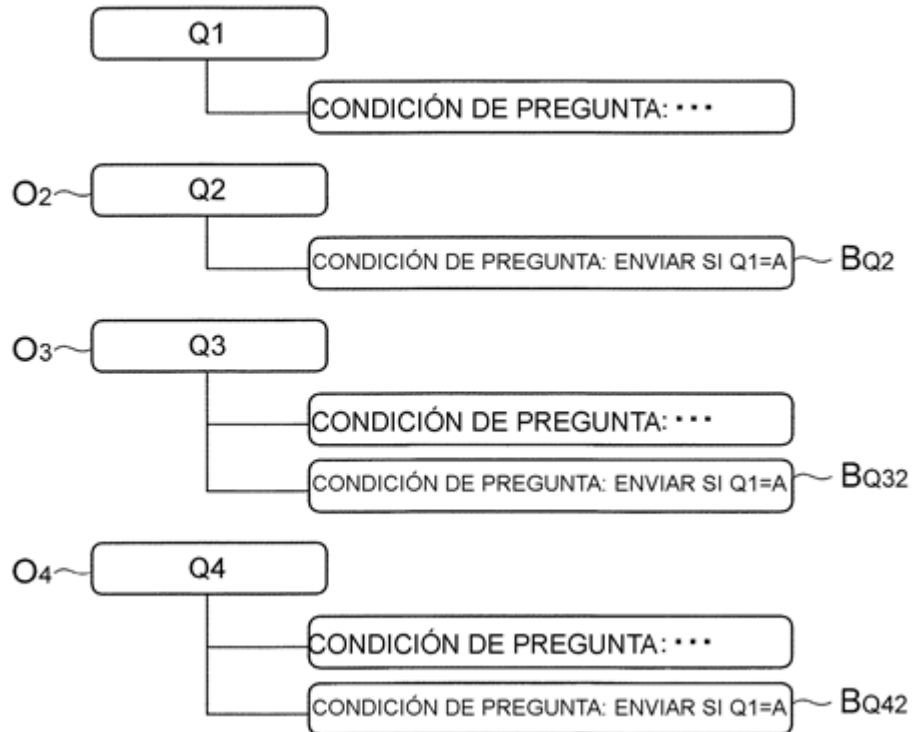 Q1
CONDICIÓN DE PREGUNTA: ···
O2
Q2
CONDICIÓN DE PREGUNTA: ENVIAR SI Q1=A
BQ2
O3
Q3
CONDICIÓN DE PREGUNTA: ···
CONDICIÓN DE PREGUNTA: ENVIAR SI Q1=A
BQ32
O4
Q4
CONDICIÓN DE PREGUNTA: ···
CONDICIÓN DE PREGUNTA: ENVIAR SI Q1=A
BQ42